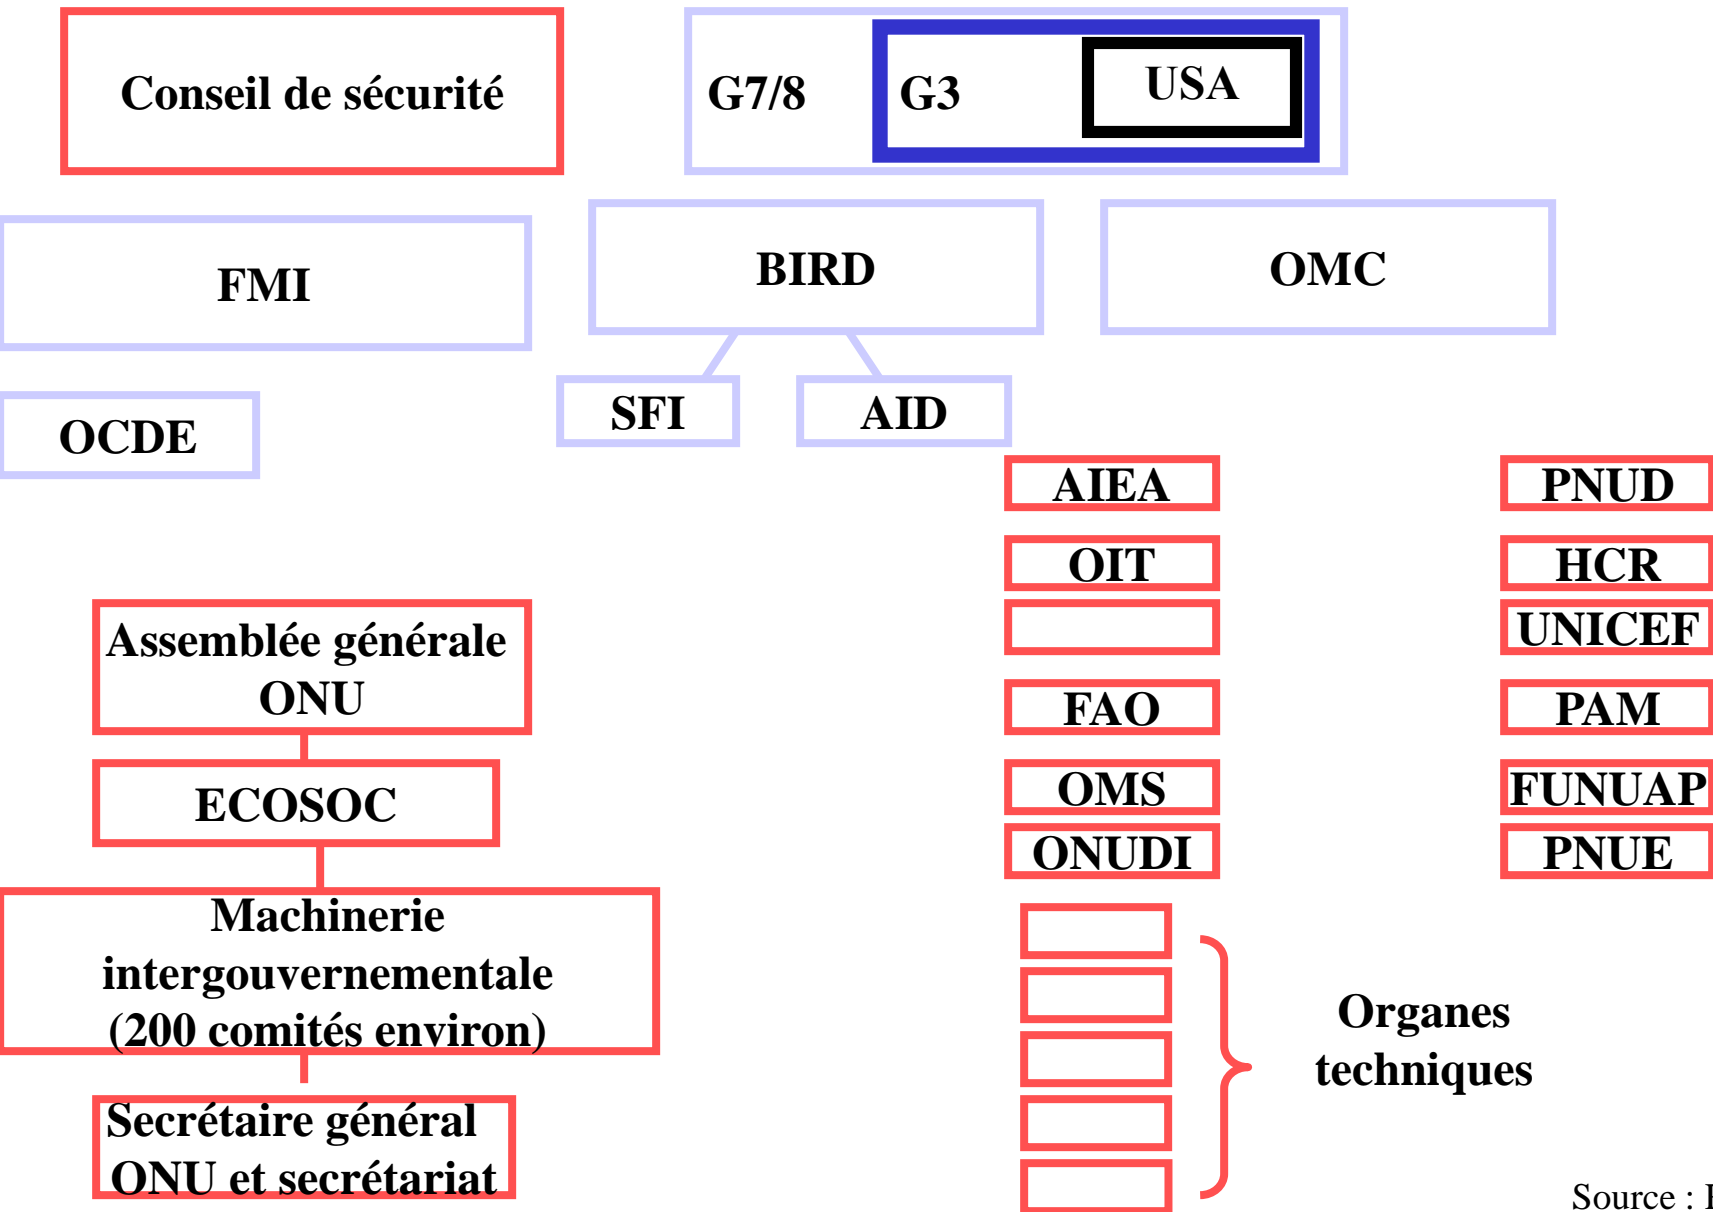 Conseil de sécurité
G7/8
G3
USA
FMI
BIRD
OMC
OCDE
SFI
AID
AIEA
PNUD
OIT
HCR
UNICEF
Assemblée générale
ONU
FAO
PAM
ECOSOC
OMS
FUNUAP
ONUDI
PNUE
Machinerie
intergouvernementale
(200 comités environ)
Organes
techniques
Secrétaire général
ONU et secrétariat
Source :